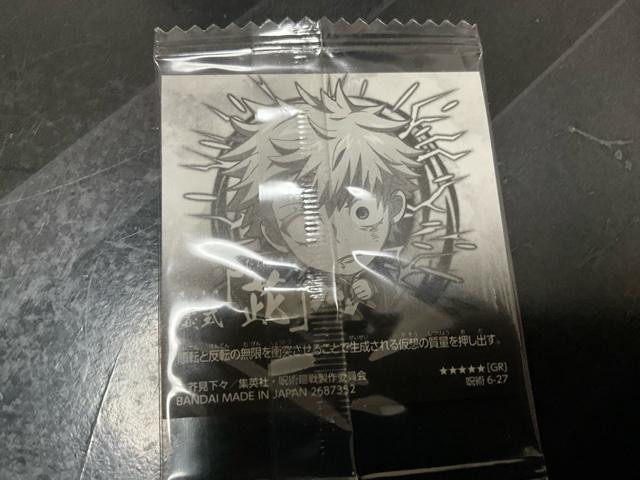 式「茈」
順転と反転の無限を衝突させることで生成される仮想の質量を押し出す。
芥見下々／集英社・呪術廻戦製作委員会
★★★★★[GR]
BANDAI MADE IN JAPAN 2687352
呪術 6-27